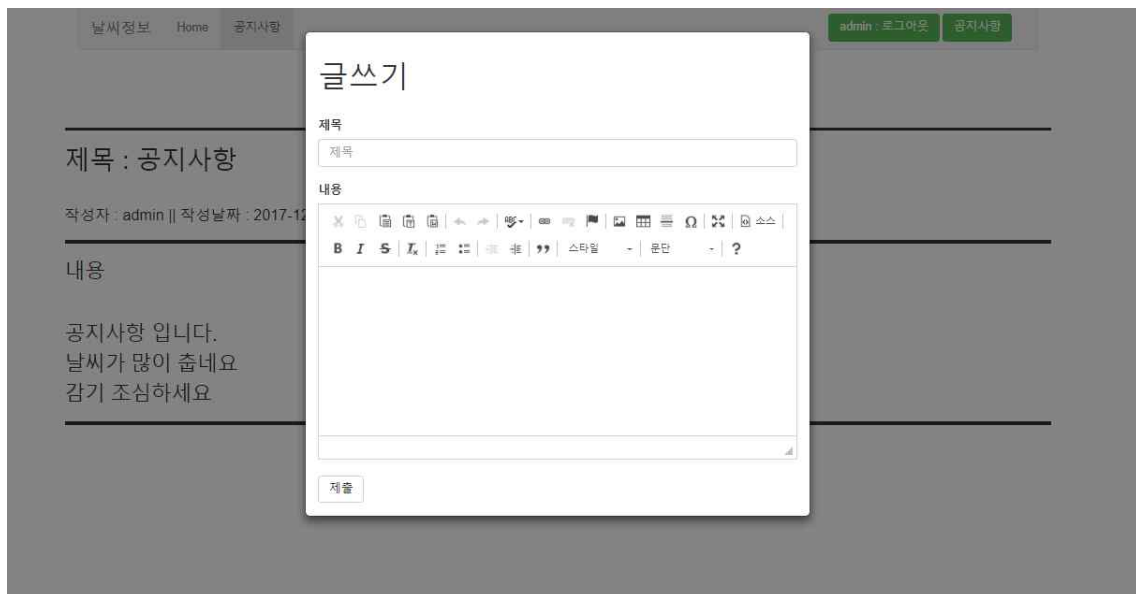 날씨정보 Home 공지사항 admin : 로그아웃 공지사항
글쓰기
제목
제목
내용
소스
B I S Ix 스타일 문단 ?
제출
제목 : 공지사항
작성자 : admin || 작성날짜 : 2017-12
내용
공지사항 입니다.
날씨가 많이 춥네요
감기 조심하세요